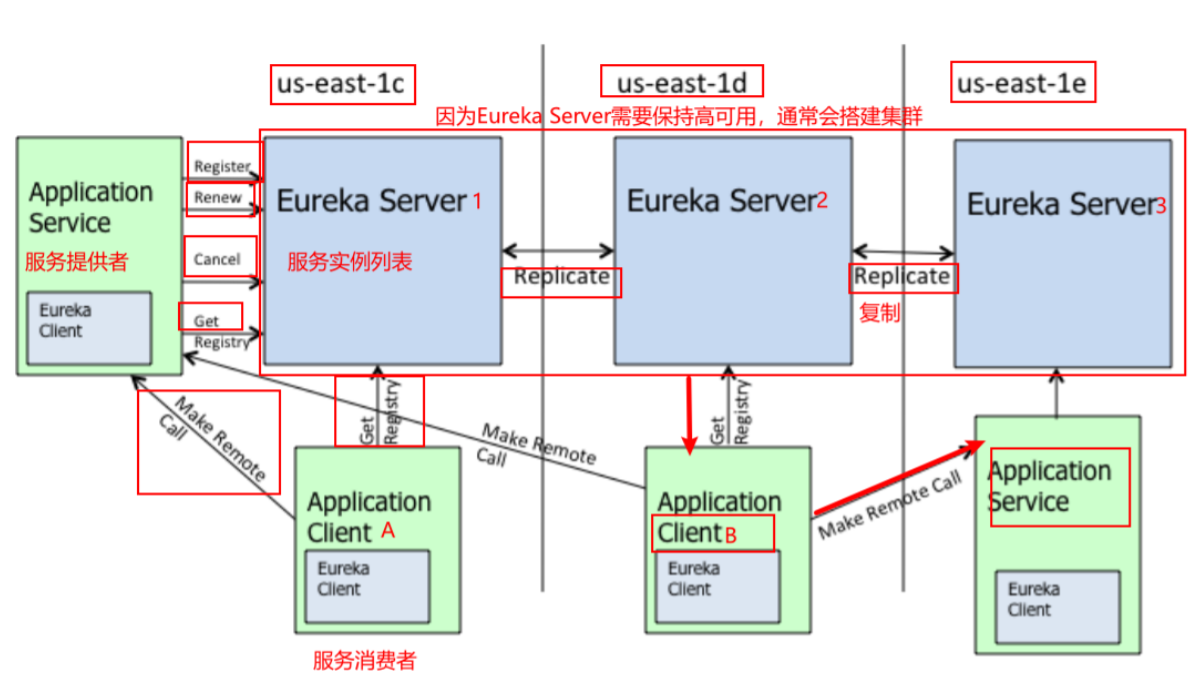 us-east-1c
us-east-1d
us-east-1e
因为Eureka Server需要保持高可用，通常会搭建集群
Application
Service
服务提供者
Eureka
Client
Register
Renew
Cancel
Get
Registry
Eureka Server 1
服务实例列表
Replicate
Eureka Server2
Replicate
复制
Eureka Server3
Make Remote
Call
Get
Registry
Make Remote
Call
Get
Registry
Make Remote Call
Application
Client A
Eureka
Client
服务消费者
Application
Client B
Eureka
Client
Application
Service
Eureka
Client